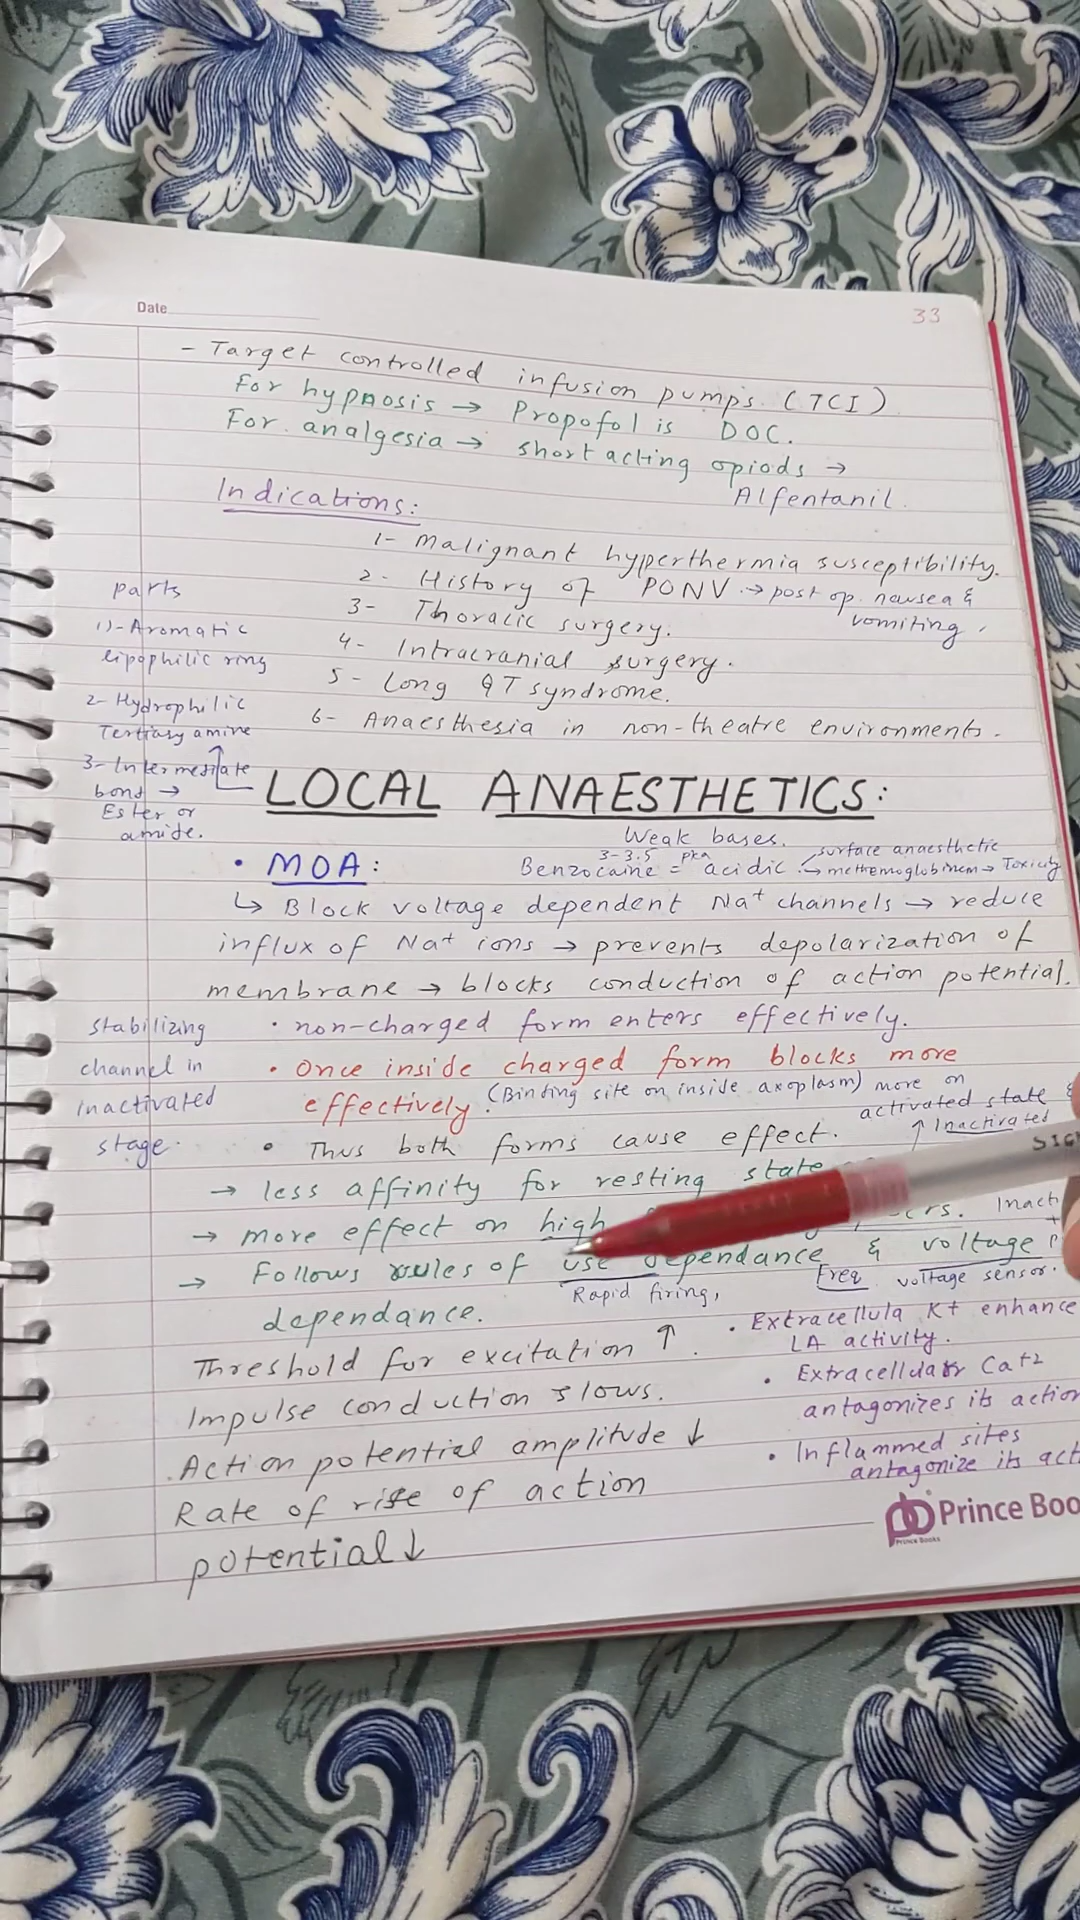 Date
33
- Target controlled infusion pumps (TCI)
For hypnosis → Propofol is DOC.
For analgesia → short acting opiods →
Alfentanil.
Indications:
1- Malignant hyperthermia susceptibility.
2- History of PONV → post op. nausea &
vomiting.
3- Thoracic surgery.
4- Intracranial surgery.
5- Long QT syndrome.
6- Anaesthesia in non-theatre environments.
parts
1)- Aromatic
lipophilic ring
2- Hydrophilic
Tertiary amine
3- Intermediate
bond →
Ester or
amide.
LOCAL ANAESTHETICS:
Weak bases.
• MOA:
3-3.5 pka
Benzocaine = acidic
surface anaesthetic
→ methemoglobinem → Toxicity
↳ Block voltage dependent Na+ channels → reduce
influx of Na+ ions → prevents depolarization of
membrane → blocks conduction of action potential.
• non-charged form enters effectively.
• Once inside charged form blocks more
effectively. (Binding site on inside axoplasm)
more on
activated state &
↑ Inactivated
stabilizing
channel in
inactivated
stage.
• Thus both forms cause effect.
→ less affinity for resting state
→ more effect on high
Inacti
→ Follows rules of use dependance & voltage
dependance.
Rapid firing,
Freq voltage sensor.
Threshold for excitation ↑.
Impulse conduction slows.
Action potential amplitude ↓
Rate of rise of action
potential ↓
• Extracellula K+ enhance
LA activity.
• Extracellular Ca+2
antagonizes its action
• Inflammed sites
antagonize its act
pb Prince Boo
Prince Books